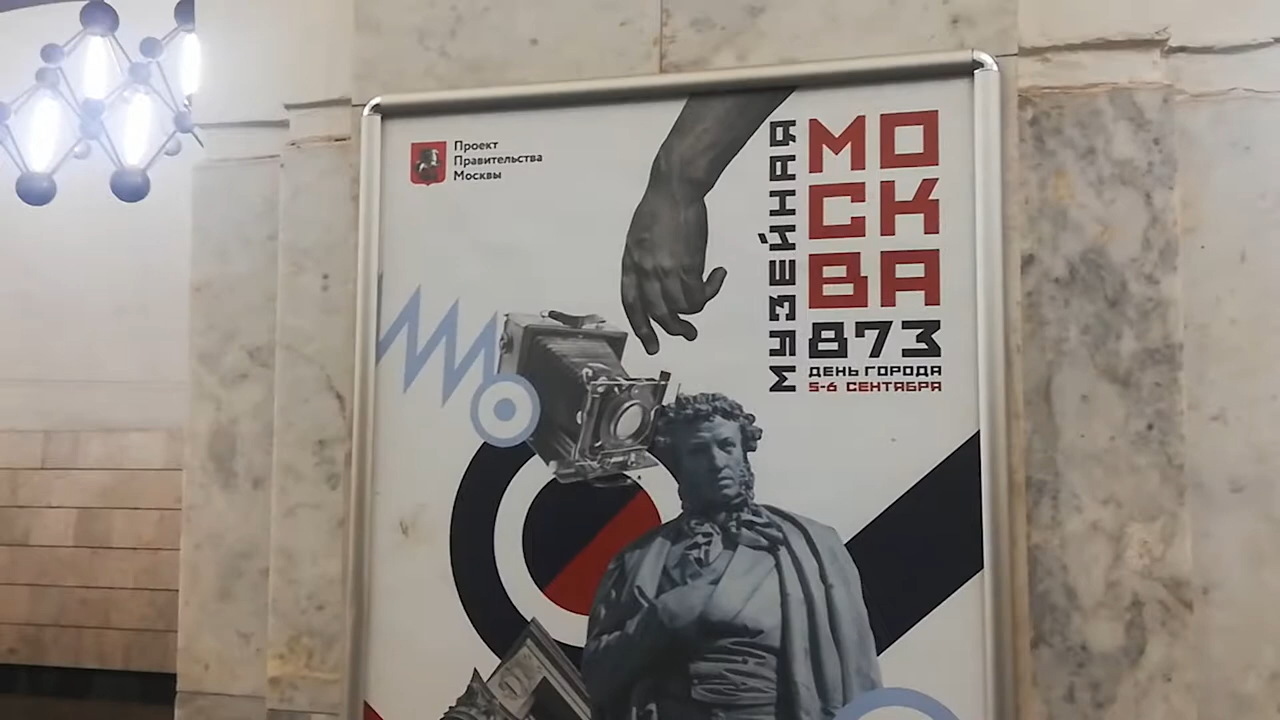 Проект
Правительства
Москвы
МУЗЕЙНАЯ
МО
СК
ВА
873
ДЕНЬ ГОРОДА
5-6 СЕНТЯБРЯ